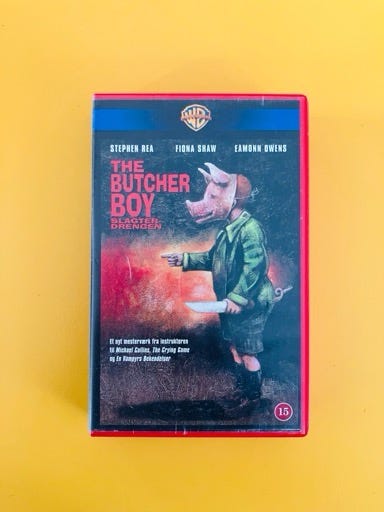 WB
STEPHEN REA FIONA SHAW EAMONN OWENS
THE
BUTCHER
BOY
SLAGTER-
DRENGEN
Et nyt mesterværk fra instruktøren
til Michael Collins, The Crying Game
og En Vampyrs Bekendelser
15